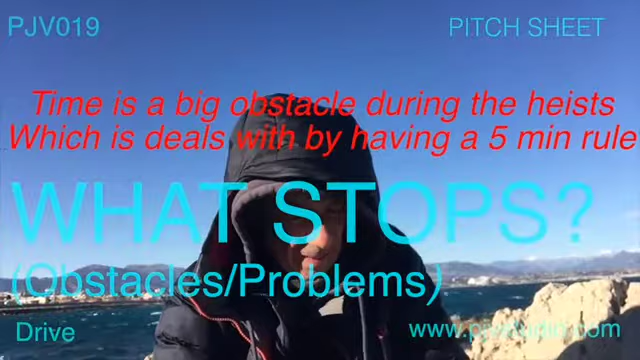 PJV019
PITCH SHEET
Time is a big obstacle during the heists
Which is deals with by having a 5 min rule
WHAT STOPS?
(Obstacles/Problems)
Drive